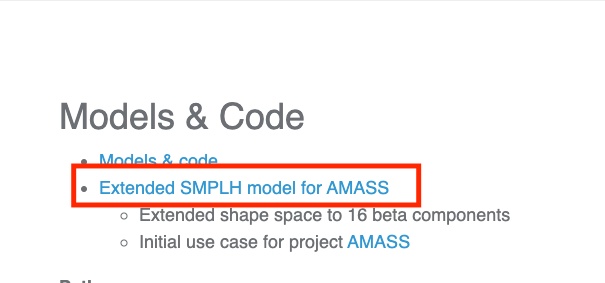 Models & Code
Models & code
Extended SMPLH model for AMASS
Extended shape space to 16 beta components
Initial use case for project AMASS